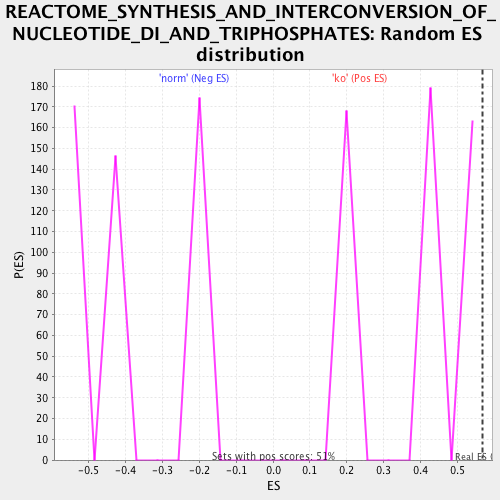 REACTOME_SYNTHESIS_AND_INTERCONVERSION_OF_
NUCLEOTIDE_DI_AND_TRIPHOSPHATES: Random ES
distribution
'norm' (Neg ES) 'ko' (Pos ES)
180
170
160
150
140
130
120
110
100
90
80
70
60
50
40
30
20
10
0
P(ES)
Sets with pos scores: 51%
Real ES (
-0.5 -0.4 -0.3 -0.2 -0.1 0.0 0.1 0.2 0.3 0.4 0.5
ES